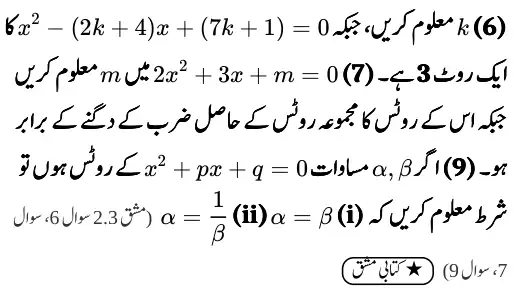 (6) k معلوم کریں، جبکہ x² − (2k + 4)x + (7k + 1) = 0 کا
ایک روٹ 3 ہے۔ (7) 2x² + 3x + m = 0 میں m معلوم کریں
جبکہ اس کے روٹس کا مجموعہ روٹس کے حاصل ضرب کے دگنے کے برابر
ہو۔ (9) اگر α, β مساوات x² + px + q = 0 کے روٹس ہوں تو
شرط معلوم کریں کہ (i) α = β (ii) α = 1/β (مشق 2.3 سوال 6، سوال
7، سوال 9) ★ کتابی مشق